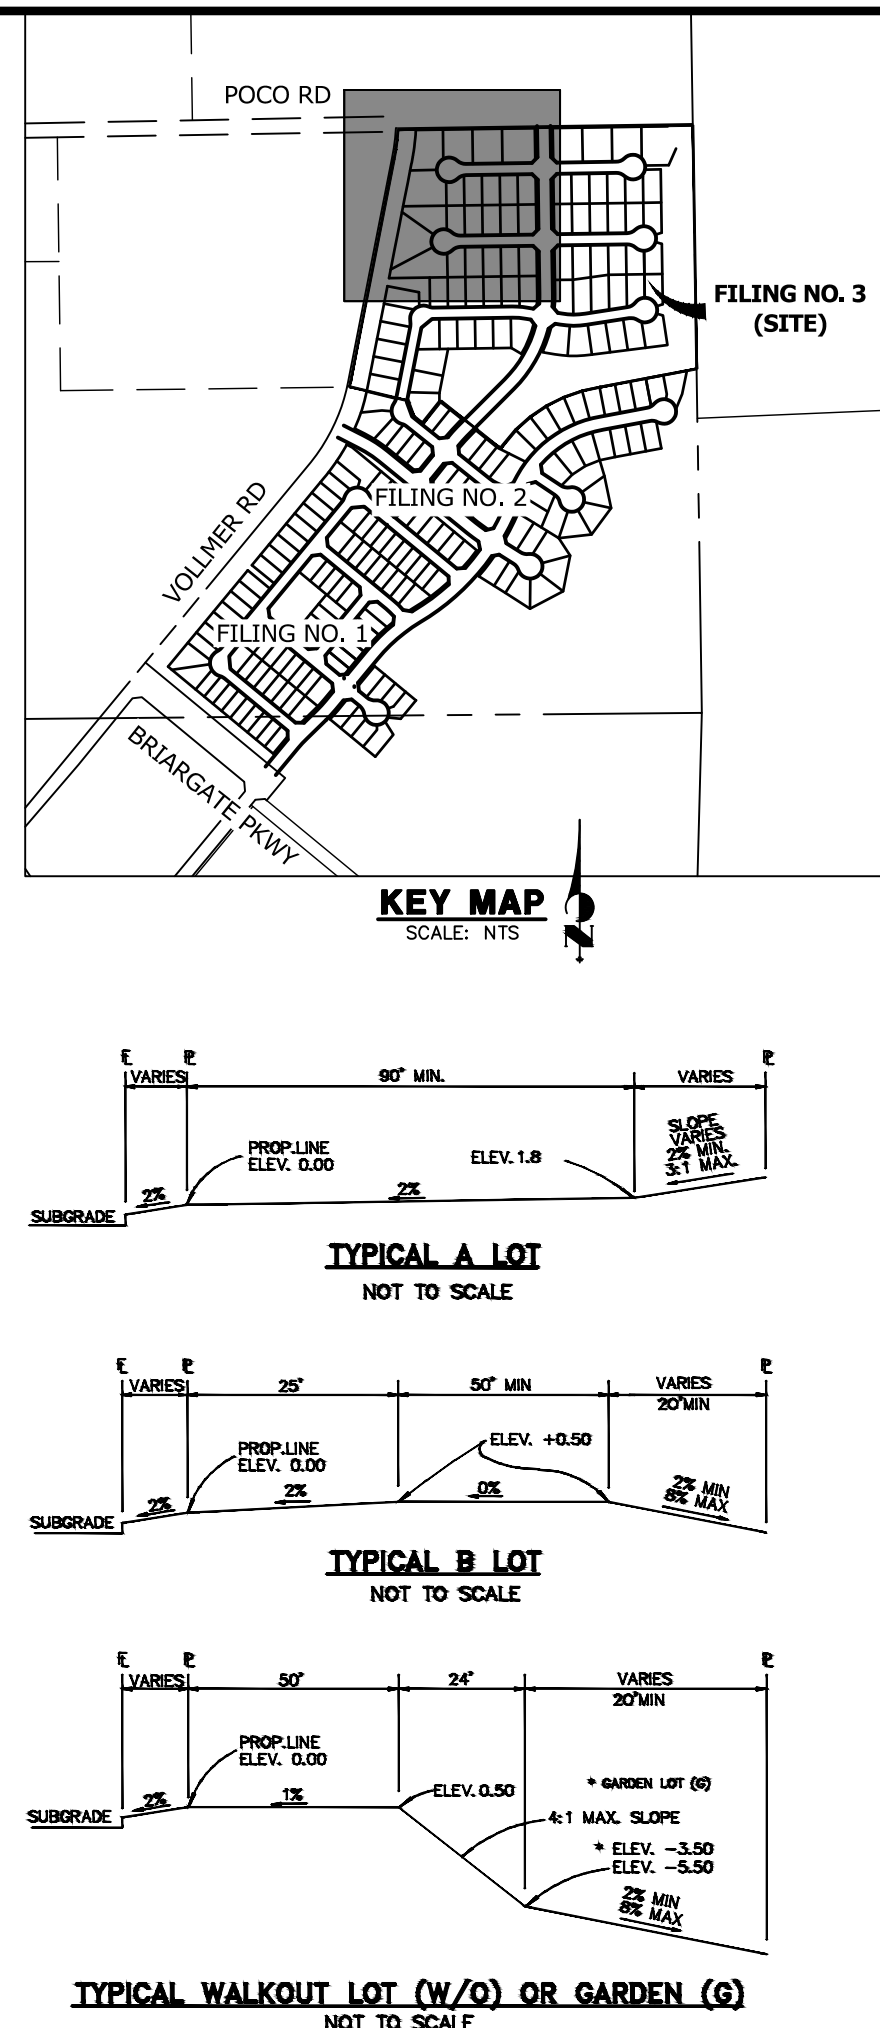 POCO RD
FILING NO. 3
(SITE)
FILING NO. 2
VOLLMER RD
FILING NO. 1
BRIARGATE PKWY
KEY MAP
SCALE: NTS
N
VARIES
90' MIN.
VARIES
PROP.LINE
ELEV. 0.00
ELEV.1.8
SLOPE
VARIES
2% MIN.
3:1 MAX.
2%
2%
SUBGRADE
TYPICAL A LOT
NOT TO SCALE
VARIES
25'
50' MIN
VARIES
20'MIN
PROP.LINE
ELEV. 0.00
ELEV. +0.50
2%
2%
0%
2% MIN
8% MAX
SUBGRADE
TYPICAL B LOT
NOT TO SCALE
VARIES
50'
24'
VARIES
20'MIN
PROP.LINE
ELEV. 0.00
2%
1%
ELEV. 0.50
* GARDEN LOT (G)
4:1 MAX. SLOPE
* ELEV. -3.50
ELEV. -5.50
2% MIN
8% MAX
SUBGRADE
TYPICAL WALKOUT LOT (W/O) OR GARDEN (G)
NOT TO SCALE